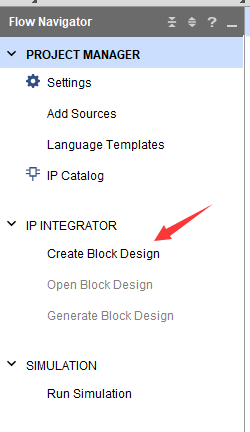 Flow Navigator ?
PROJECT MANAGER
Settings
Add Sources
Language Templates
IP Catalog
IP INTEGRATOR
Create Block Design
Open Block Design
Generate Block Design
SIMULATION
Run Simulation